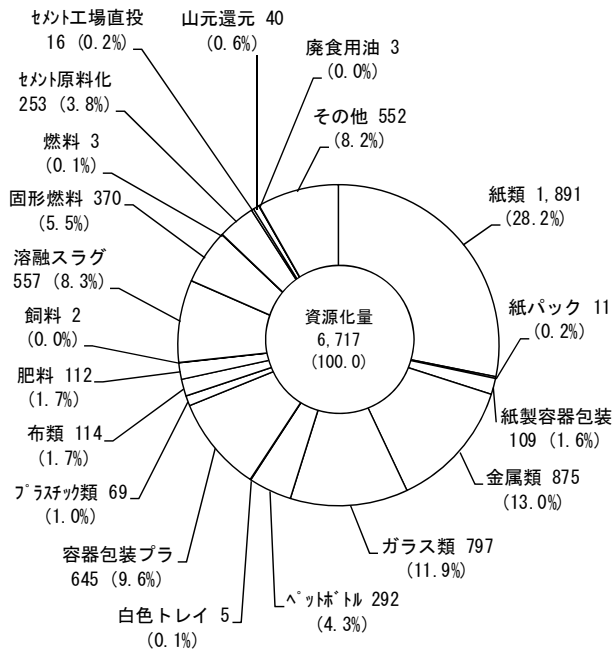 セメント工場直投
16 (0.2%)
山元還元 40
(0.6%)
廃食用油 3
(0.0%)
その他 552
(8.2%)
紙類 1,891
(28.2%)
紙パック 11
(0.2%)
紙製容器包装
109 (1.6%)
金属類 875
(13.0%)
ガラス類 797
(11.9%)
ペットボトル 292
(4.3%)
白色トレイ 5
(0.1%)
容器包装プラ
645 (9.6%)
プラスチック類 69
(1.0%)
布類 114
(1.7%)
肥料 112
(1.7%)
飼料 2
(0.0%)
溶融スラグ
557 (8.3%)
固形燃料 370
(5.5%)
燃料 3
(0.1%)
セメント原料化
253 (3.8%)
資源化量
6,717
(100.0)